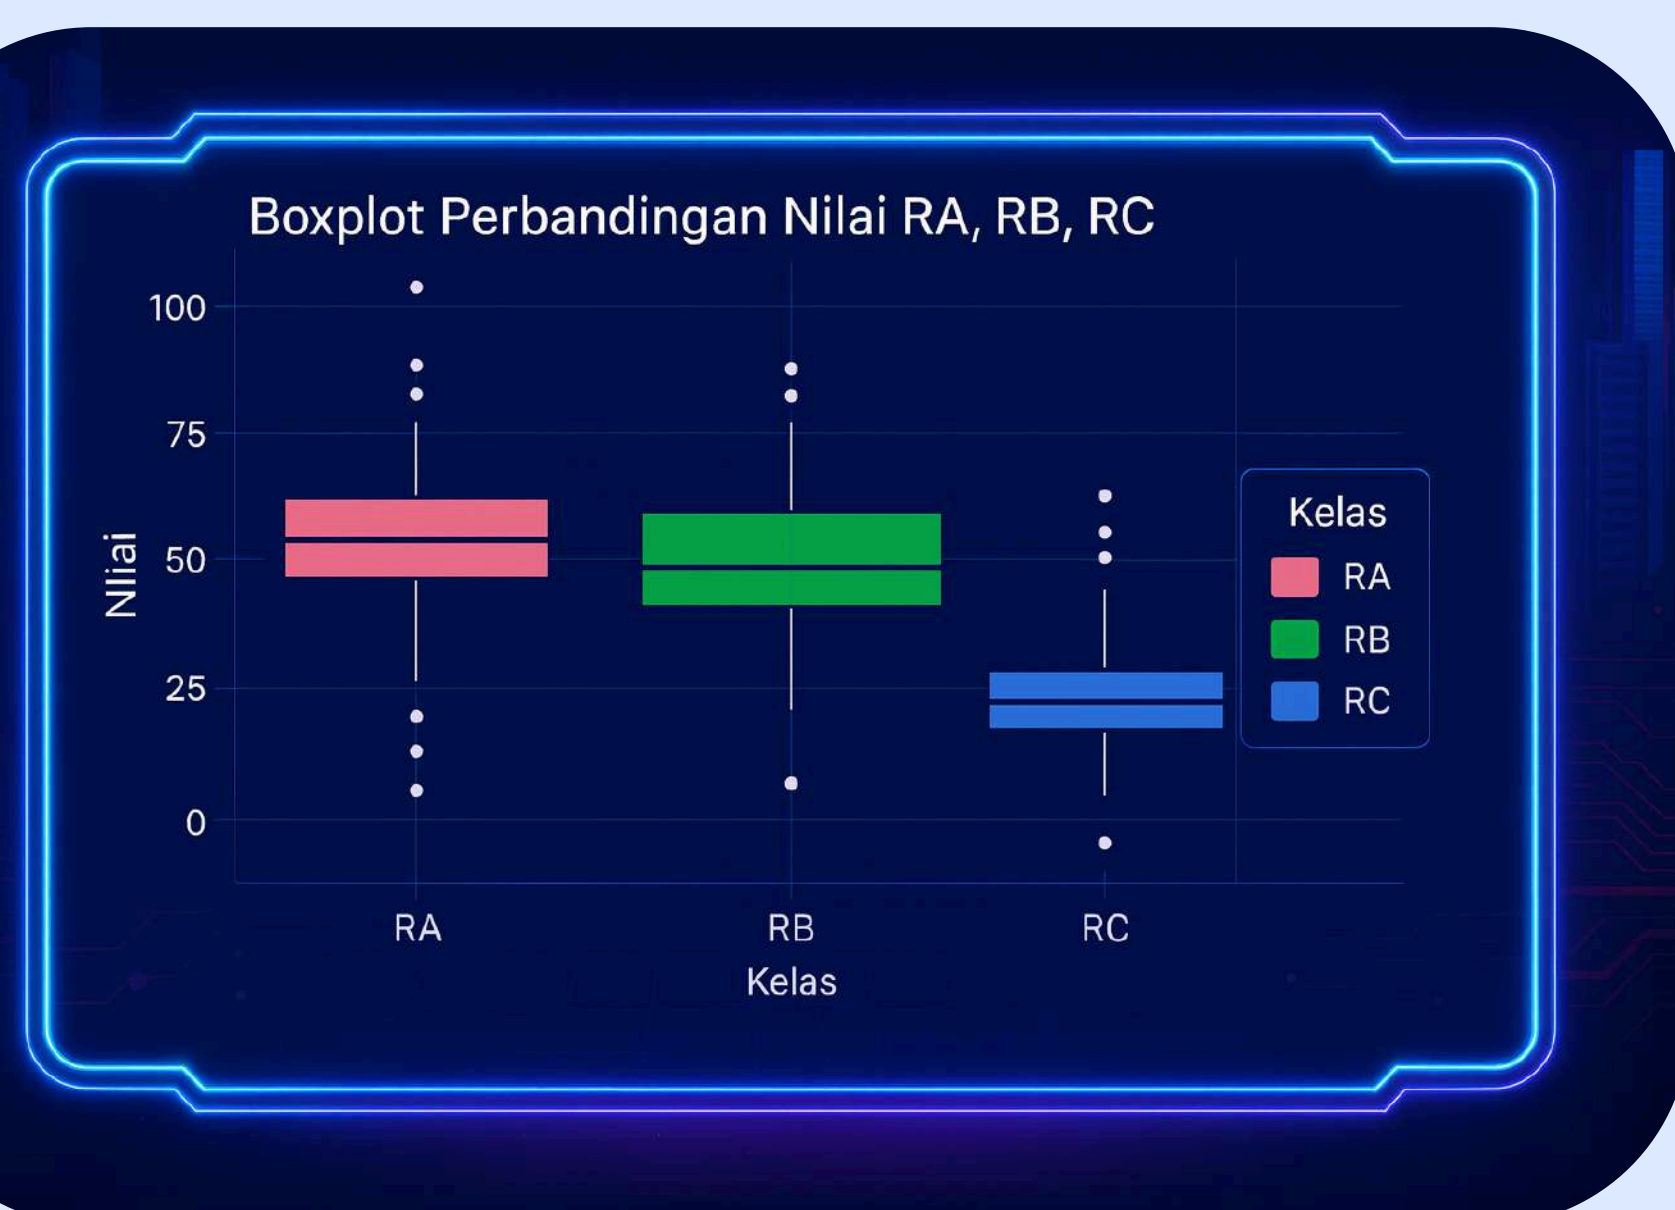 Boxplot Perbandingan Nilai RA, RB, RC
100
75
50
25
0
Nliai
RA
RB
RC
Kelas
Kelas
RA
RB
RC